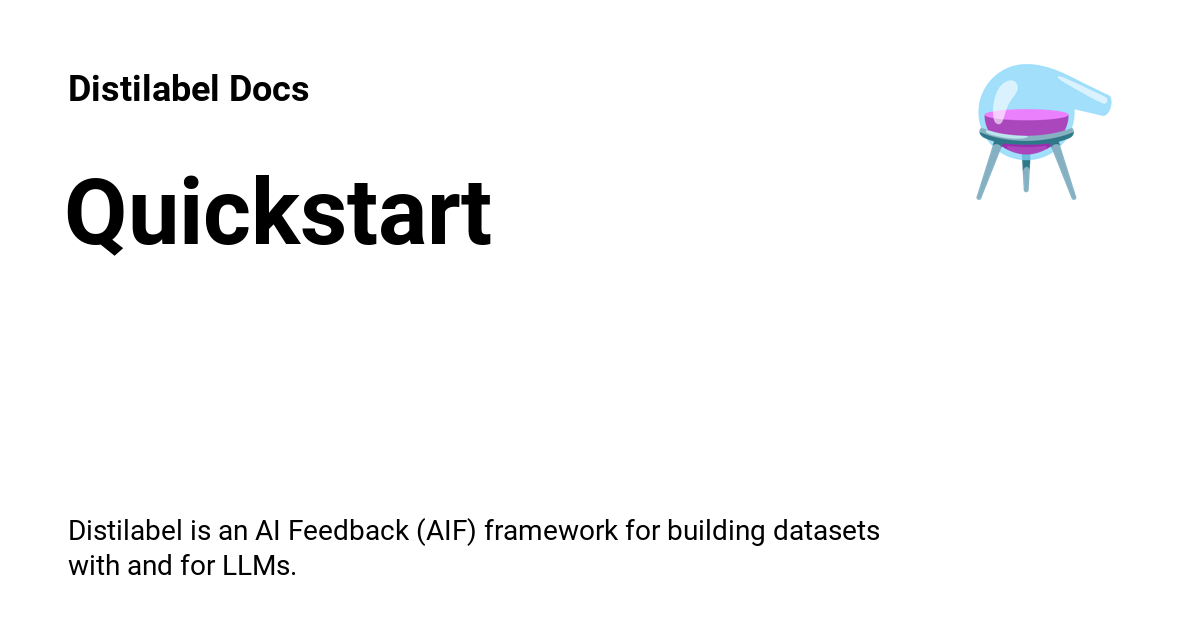 Distilabel Docs
Quickstart
Distilabel is an AI Feedback (AIF) framework for building datasets
with and for LLMs.